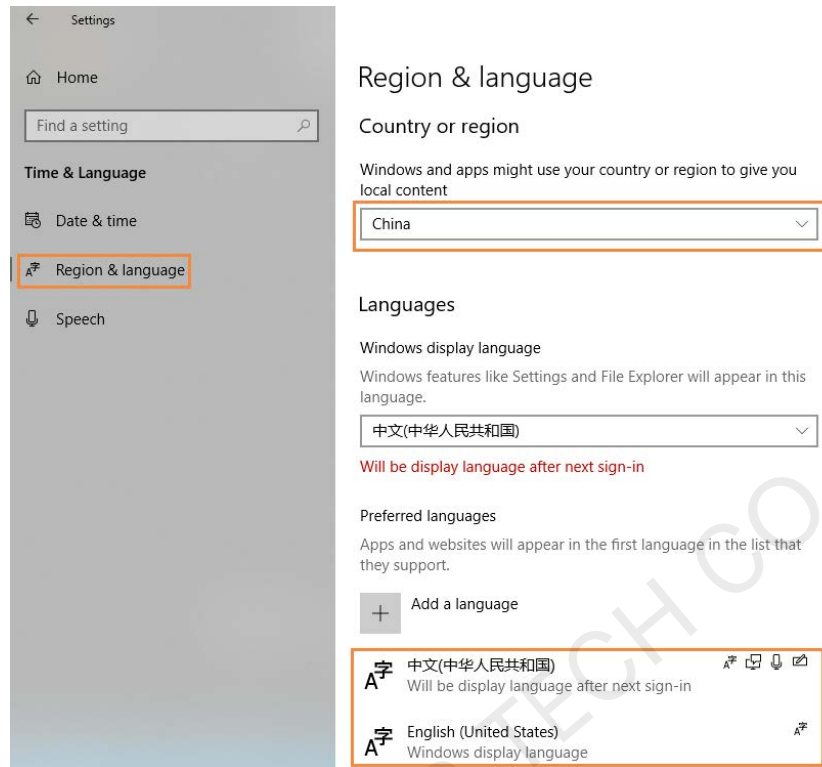 Settings
Home
Find a setting
Time & Language
Date & time
Region & language
Speech
Region & language
Country or region
Windows and apps might use your country or region to give you
local content
China
Languages
Windows display language
Windows features like Settings and File Explorer will appear in this
language.
中文(中华人民共和国)
Will be display language after next sign-in
Preferred languages
Apps and websites will appear in the first language in the list that
they support.
Add a language
中文(中华人民共和国)
Will be display language after next sign-in
English (United States)
Windows display language
TECH CO